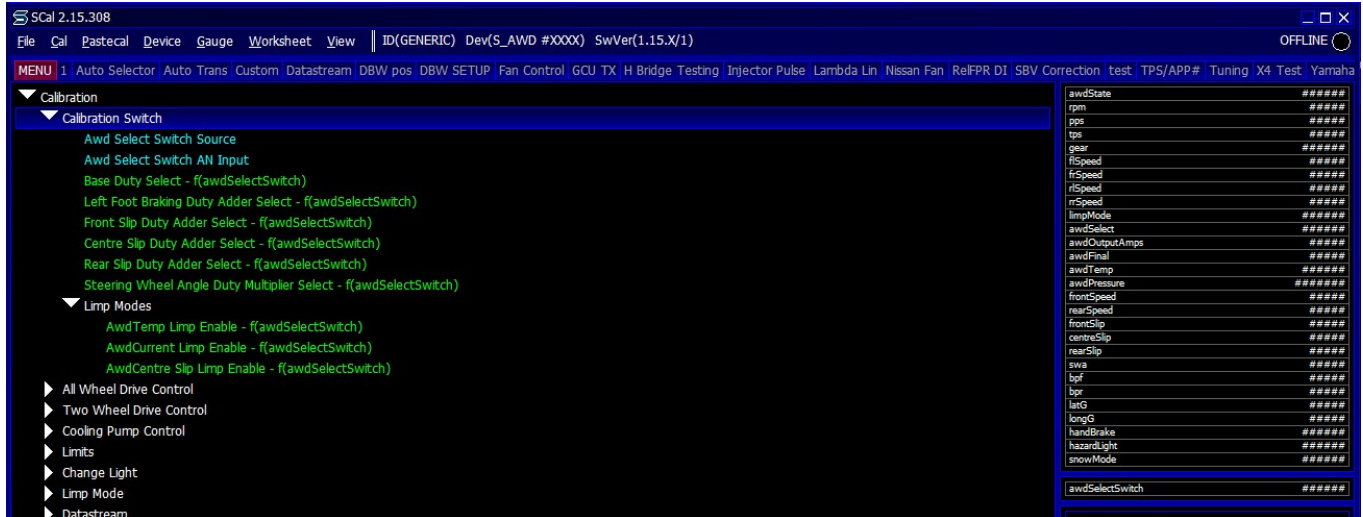 SCal 2.15.308
File Cal Pastecal Device Gauge Worksheet View ID(GENERIC) Dev(S_AWD #XXXX) SwVer(1.15.X/1) OFFLINE
MENU 1 Auto Selector Auto Trans Custom Datastream DBW pos DBW SETUP Fan Control GCU TX H Bridge Testing Injector Pulse Lambda Lin Nissan Fan RelFPR DI SBV Correction test TPS/APP# Tuning X4 Test Yamaha
Calibration
Calibration Switch
Awd Select Switch Source
Awd Select Switch AN Input
Base Duty Select - f(awdSelectSwitch)
Left Foot Braking Duty Adder Select - f(awdSelectSwitch)
Front Slip Duty Adder Select - f(awdSelectSwitch)
Centre Slip Duty Adder Select - f(awdSelectSwitch)
Rear Slip Duty Adder Select - f(awdSelectSwitch)
Steering Wheel Angle Duty Multiplier Select - f(awdSelectSwitch)
Limp Modes
AwdTemp Limp Enable - f(awdSelectSwitch)
AwdCurrent Limp Enable - f(awdSelectSwitch)
AwdCentre Slip Limp Enable - f(awdSelectSwitch)
All Wheel Drive Control
Two Wheel Drive Control
Cooling Pump Control
Limits
Change Light
Limp Mode
Datastream
awdState ######
rpm #####
pps #####
tps #####
gear #####
flSpeed #####
frSpeed #####
rlSpeed #####
rrSpeed #####
limpMode ######
awdSelect ######
awdOutputAmps #####
awdFinal #####
awdTemp ######
awdPressure #######
frontSpeed #####
rearSpeed #####
frontSlip #####
centreSlip #####
rearSlip #####
swa #####
bpf #####
bpr #####
latG #####
longG #####
handBrake ######
hazardLight ######
snowMode ######
awdSelectSwitch ######